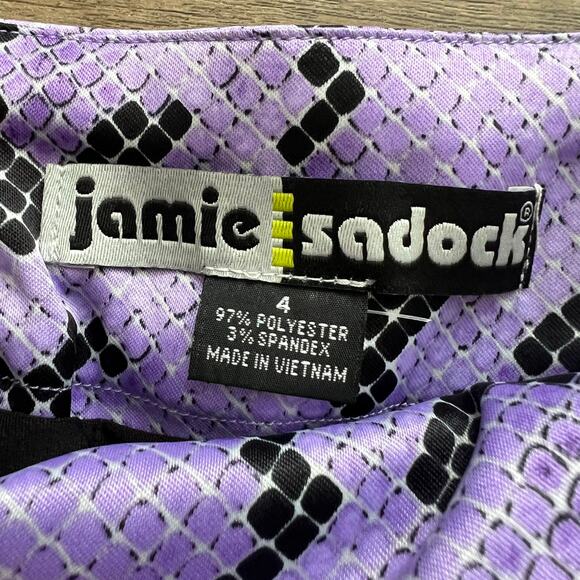 jamie sadock®
4
97% POLYESTER
3% SPANDEX
MADE IN VIETNAM